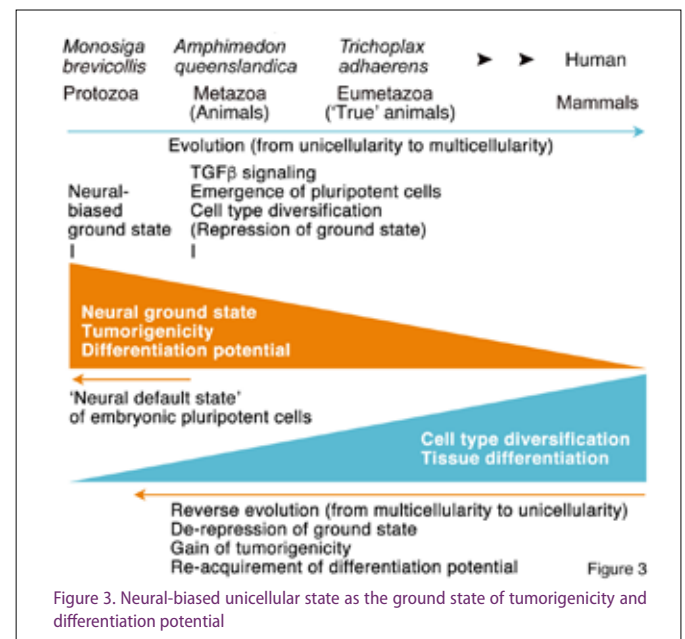 Monosiga brevicollis
Amphimedon queenslandica
Trichoplax adhaerens
➤ ➤ Human
Protozoa
Metazoa (Animals)
Eumetazoa ('True' animals)
Mammals
Evolution (from unicellularity to multicellularity)
Neural-
biased
ground state
TGFβ signaling
Emergence of pluripotent cells
Cell type diversification
(Repression of ground state)
Neural ground state
Tumorigenicity
Differentiation potential
'Neural default state'
of embryonic pluripotent cells
Cell type diversification
Tissue differentiation
Reverse evolution (from multicellularity to unicellularity)
De-repression of ground state
Gain of tumorigenicity
Re-acquirement of differentiation potential
Figure 3
Figure 3. Neural-biased unicellular state as the ground state of tumorigenicity and
differentiation potential